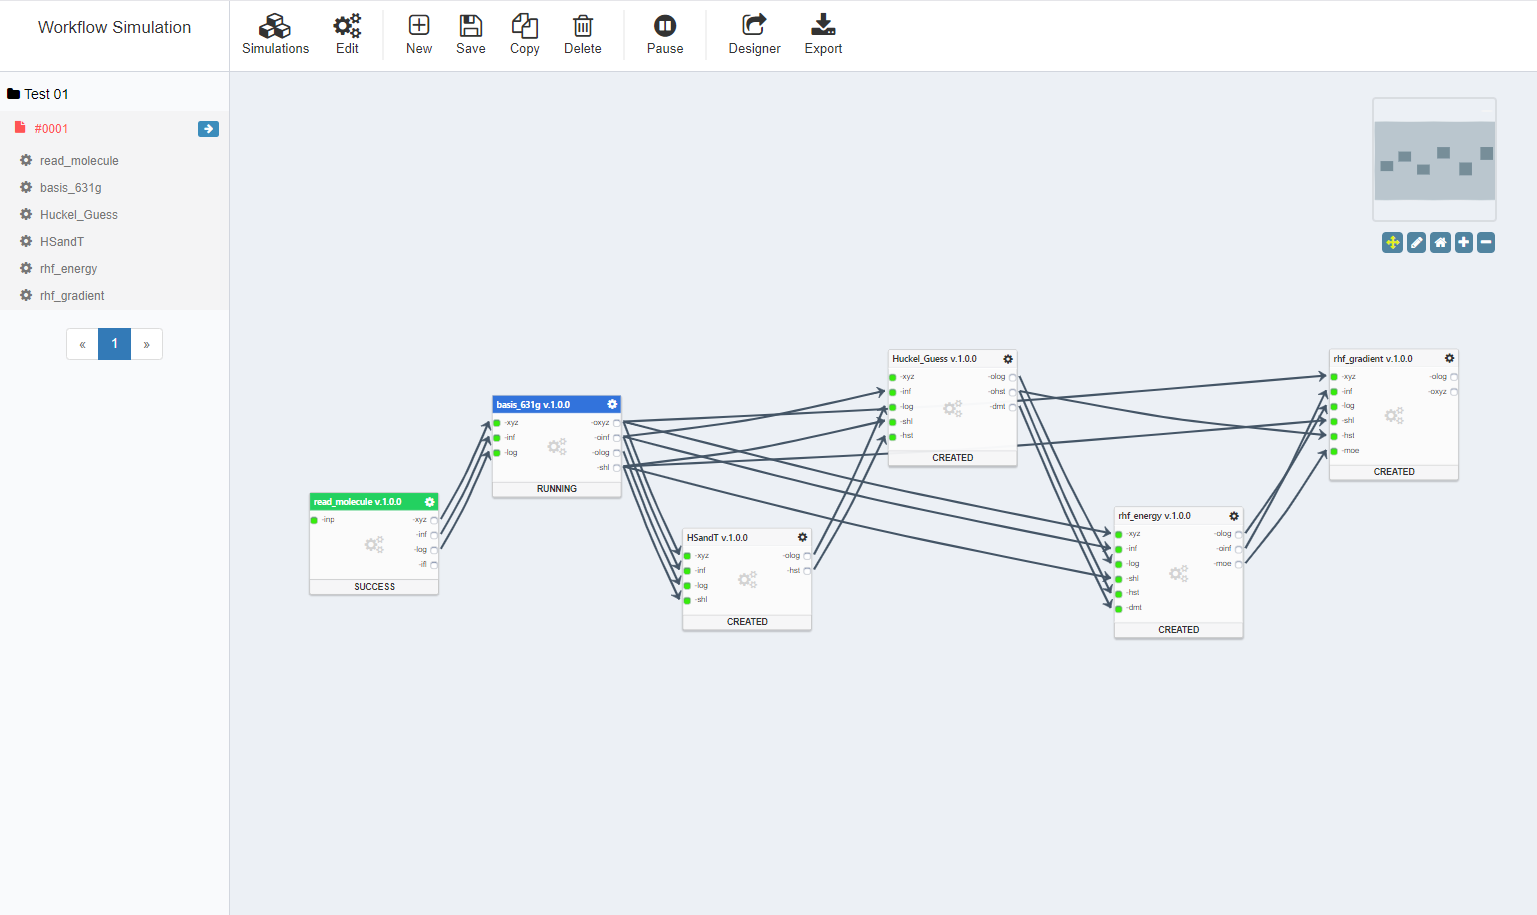 Workflow Simulation
Simulations Edit New Save Copy Delete Pause Designer Export
Test 01
#0001
read_molecule
basis_631g
Huckel_Guess
HSandT
rhf_energy
rhf_gradient
« 1 »
read_molecule v.1.0.0
-inp -xyz
-inf
-log
-ifl
SUCCESS
basis_631g v.1.0.0
-xyz -oxyz
-inf -oinf
-log -olog
-shl
RUNNING
HSandT v.1.0.0
-xyz -olog
-inf -hst
-log
-shl
CREATED
Huckel_Guess v.1.0.0
-xyz -olog
-inf -ohst
-log -dmt
-shl
-hst
CREATED
rhf_energy v.1.0.0
-xyz -olog
-inf -oinf
-log -moe
-shl
-hst
-dmt
CREATED
rhf_gradient v.1.0.0
-xyz -olog
-inf -oxyz
-log
-shl
-hst
-moe
CREATED